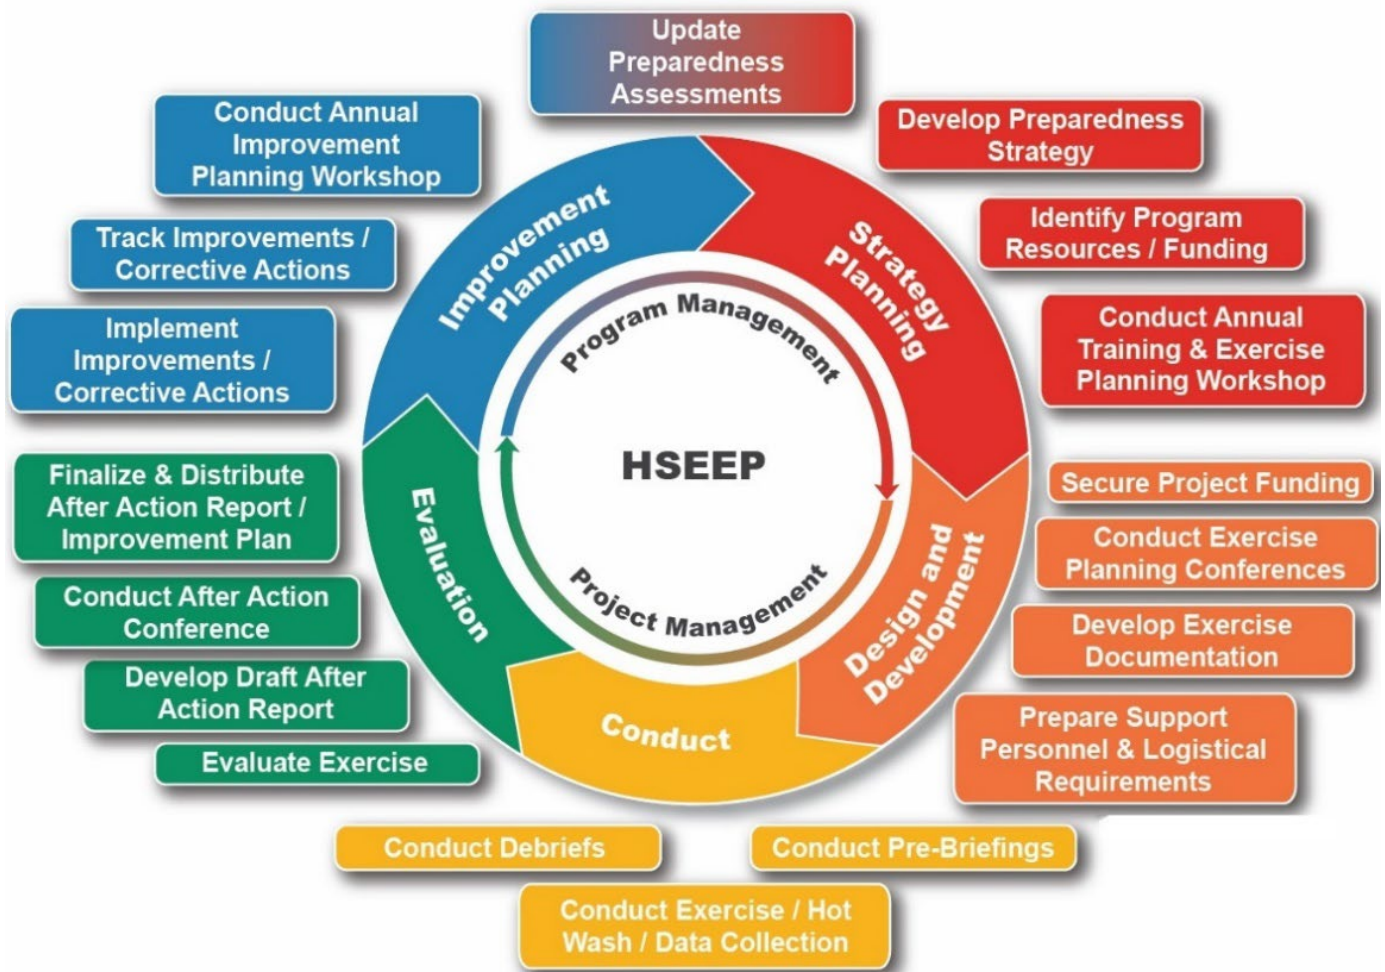 Update
Preparedness
Assessments
Develop Preparedness
Strategy
Identify Program
Resources / Funding
Conduct Annual
Training & Exercise
Planning Workshop
Secure Project Funding
Conduct Exercise
Planning Conferences
Develop Exercise
Documentation
Prepare Support
Personnel & Logistical
Requirements
Conduct Pre-Briefings
Conduct Exercise / Hot
Wash / Data Collection
Conduct Debriefs
Evaluate Exercise
Develop Draft After
Action Report
Conduct After Action
Conference
Finalize & Distribute
After Action Report /
Improvement Plan
Implement
Improvements /
Corrective Actions
Track Improvements /
Corrective Actions
Conduct Annual
Improvement
Planning Workshop
Strategy
Planning
Design and
Development
Conduct
Evaluation
Improvement
Planning
Program Management
HSEEP
Project Management